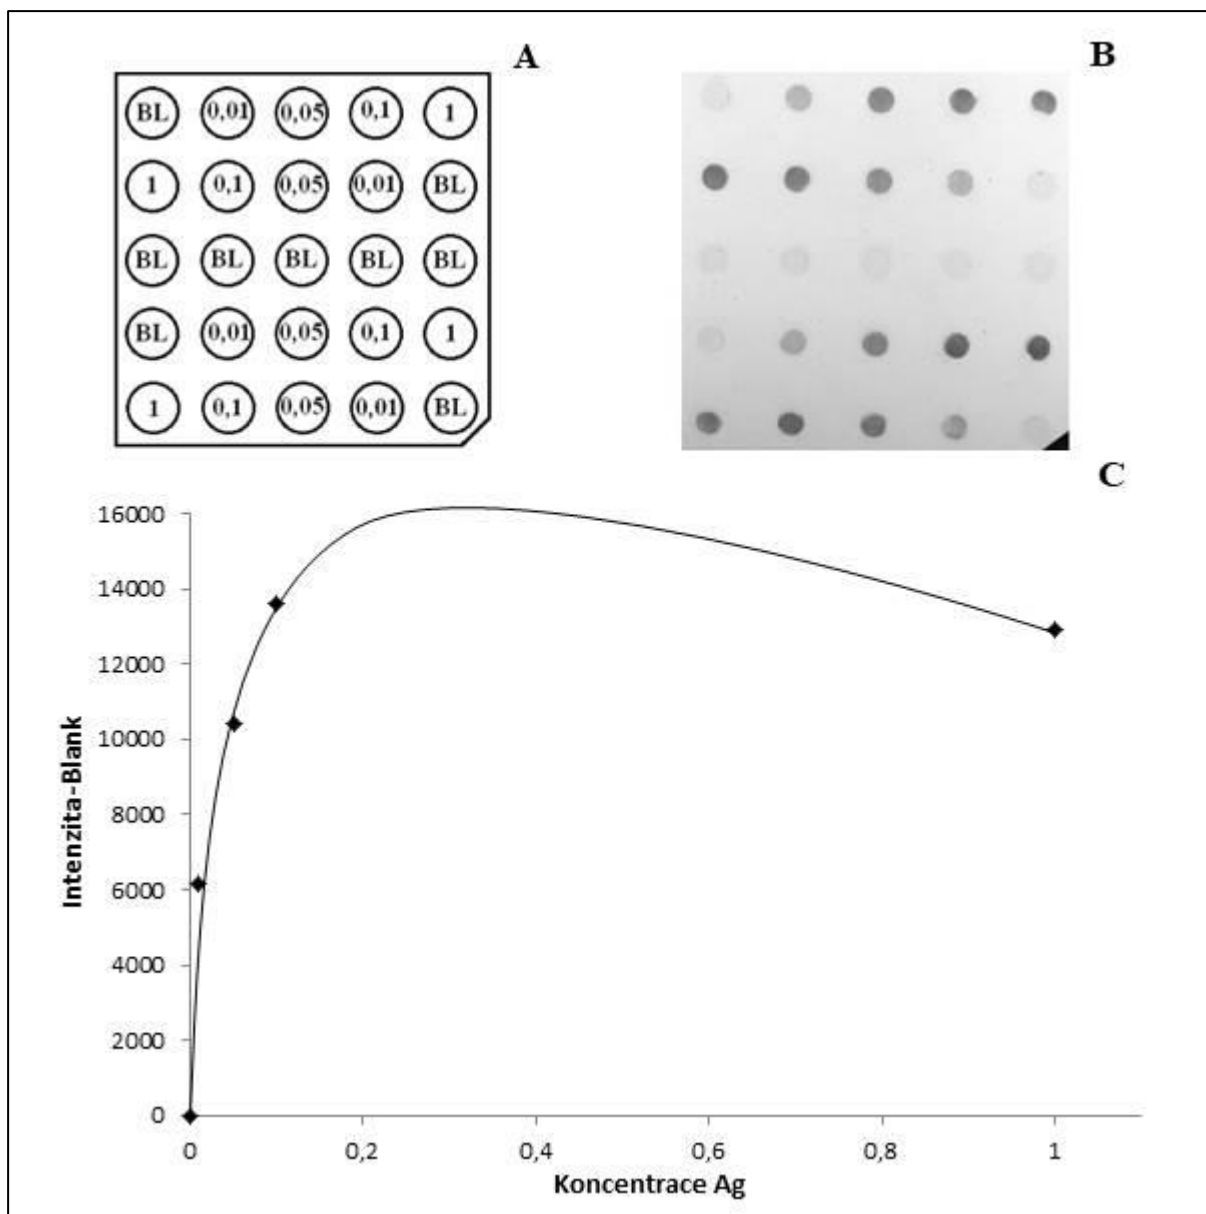 A
B
BL 0,01 0,05 0,1 1
1 0,1 0,05 0,01 BL
BL BL BL BL BL
BL 0,01 0,05 0,1 1
1 0,1 0,05 0,01 BL
C
16000
14000
12000
10000
8000
6000
4000
2000
0
Intenzita-Blank
0 0,2 0,4 0,6 0,8 1
Koncentrace Ag